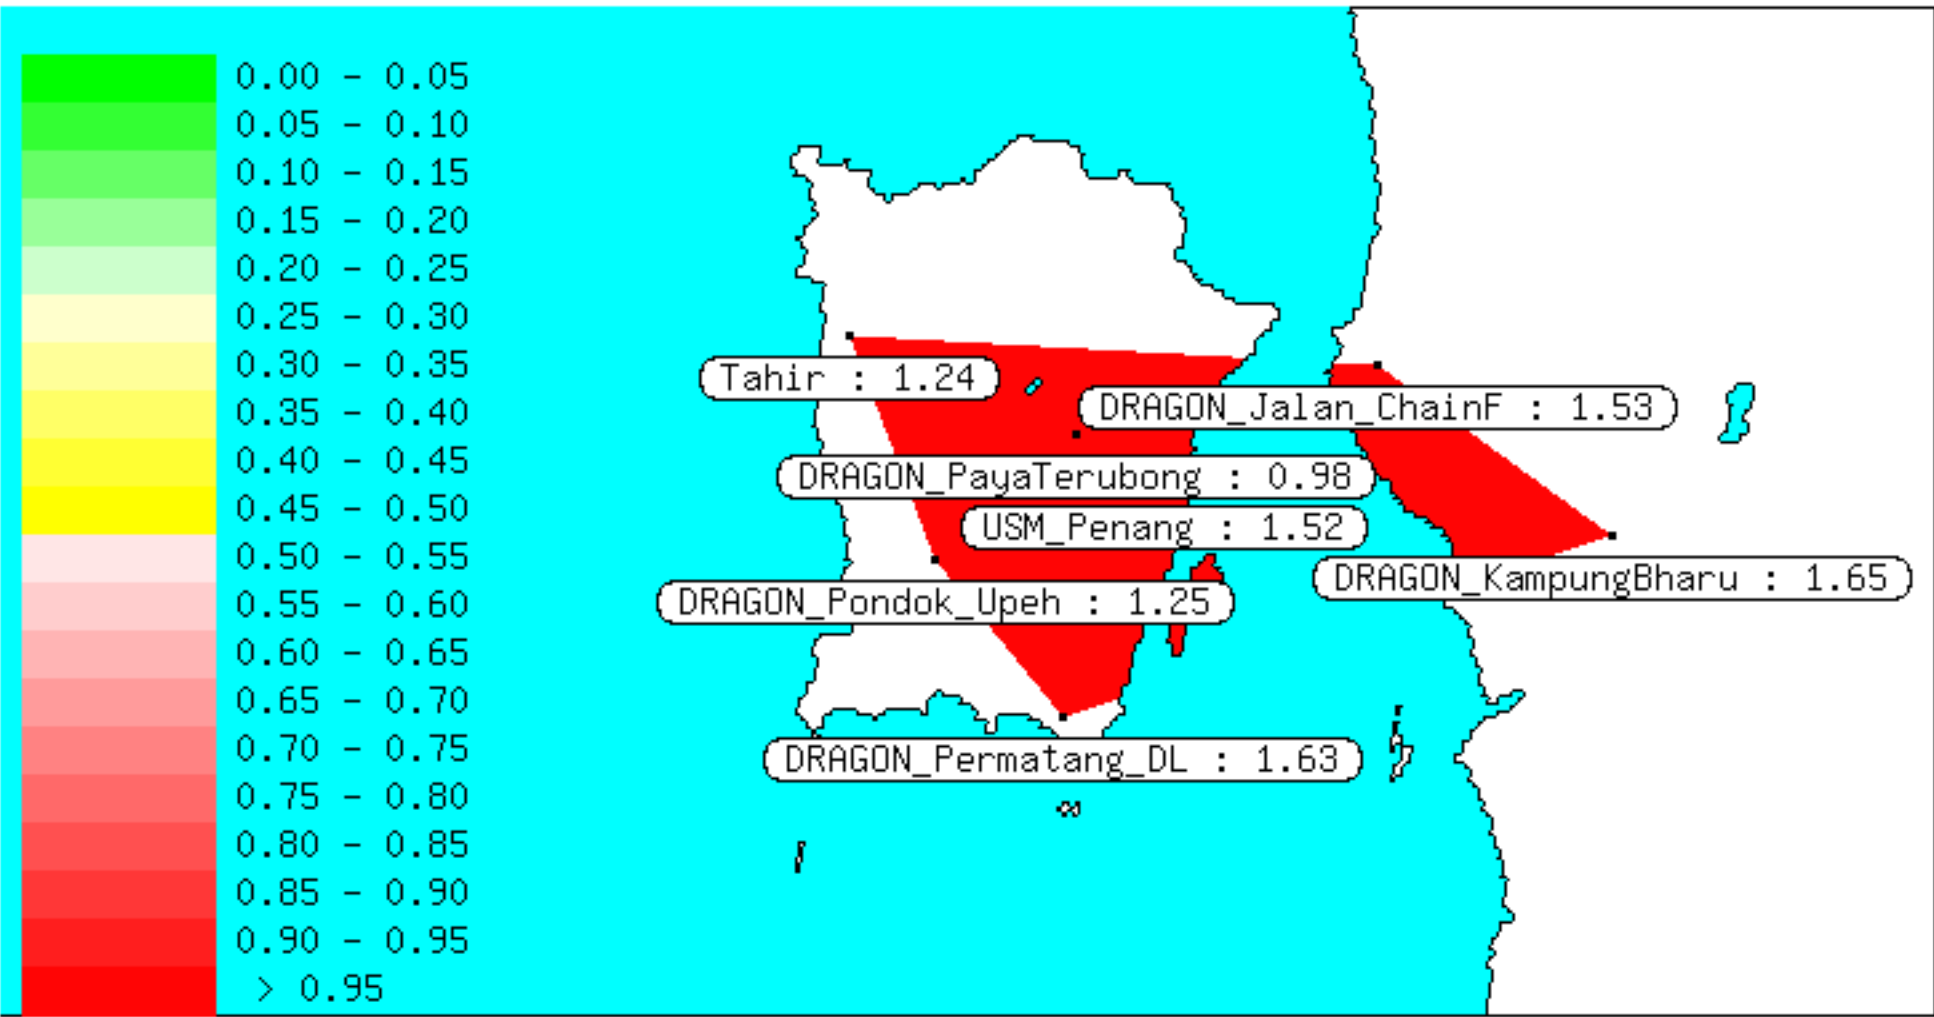 0.00 - 0.05
0.05 - 0.10
0.10 - 0.15
0.15 - 0.20
0.20 - 0.25
0.25 - 0.30
0.30 - 0.35
0.35 - 0.40
0.40 - 0.45
0.45 - 0.50
0.50 - 0.55
0.55 - 0.60
0.60 - 0.65
0.65 - 0.70
0.70 - 0.75
0.75 - 0.80
0.80 - 0.85
0.85 - 0.90
0.90 - 0.95
> 0.95
Tahir : 1.24
DRAGON_Jalan_ChainF : 1.53
DRAGON_PayaTerubong : 0.98
USM_Penang : 1.52
DRAGON_KampungBharu : 1.65
DRAGON_Pondok_Upeh : 1.25
DRAGON_Permatang_DL : 1.63